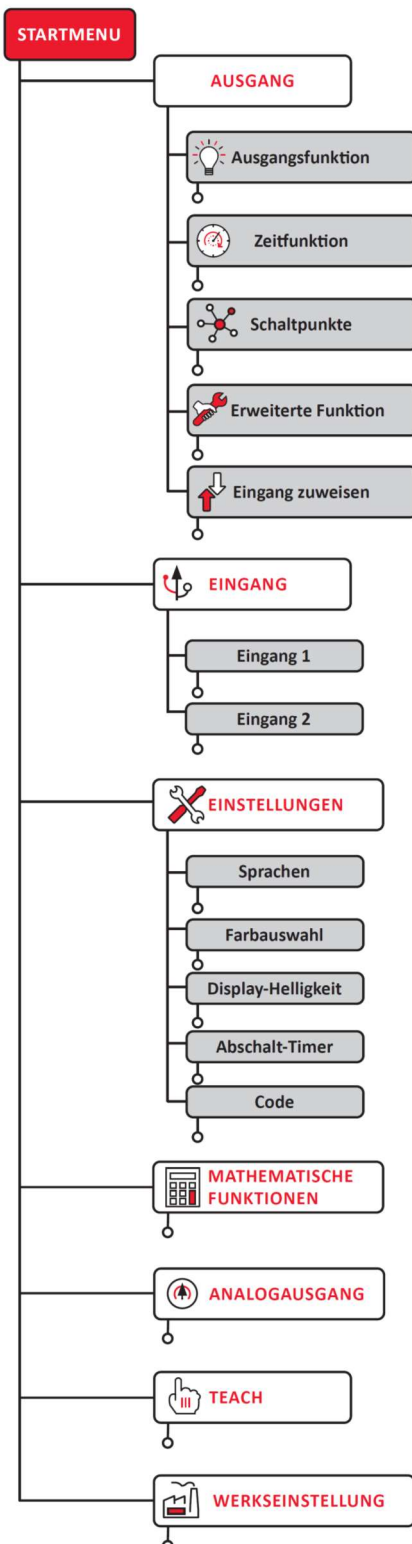 STARTMENU
AUSGANG
Ausgangsfunktion
Zeitfunktion
Schaltpunkte
Erweiterte Funktion
Eingang zuweisen
EINGANG
Eingang 1
Eingang 2
EINSTELLUNGEN
Sprachen
Farbauswahl
Display-Helligkeit
Abschalt-Timer
Code
MATHEMATISCHE
FUNKTIONEN
ANALOGAUSGANG
TEACH
WERKSEINSTELLUNG